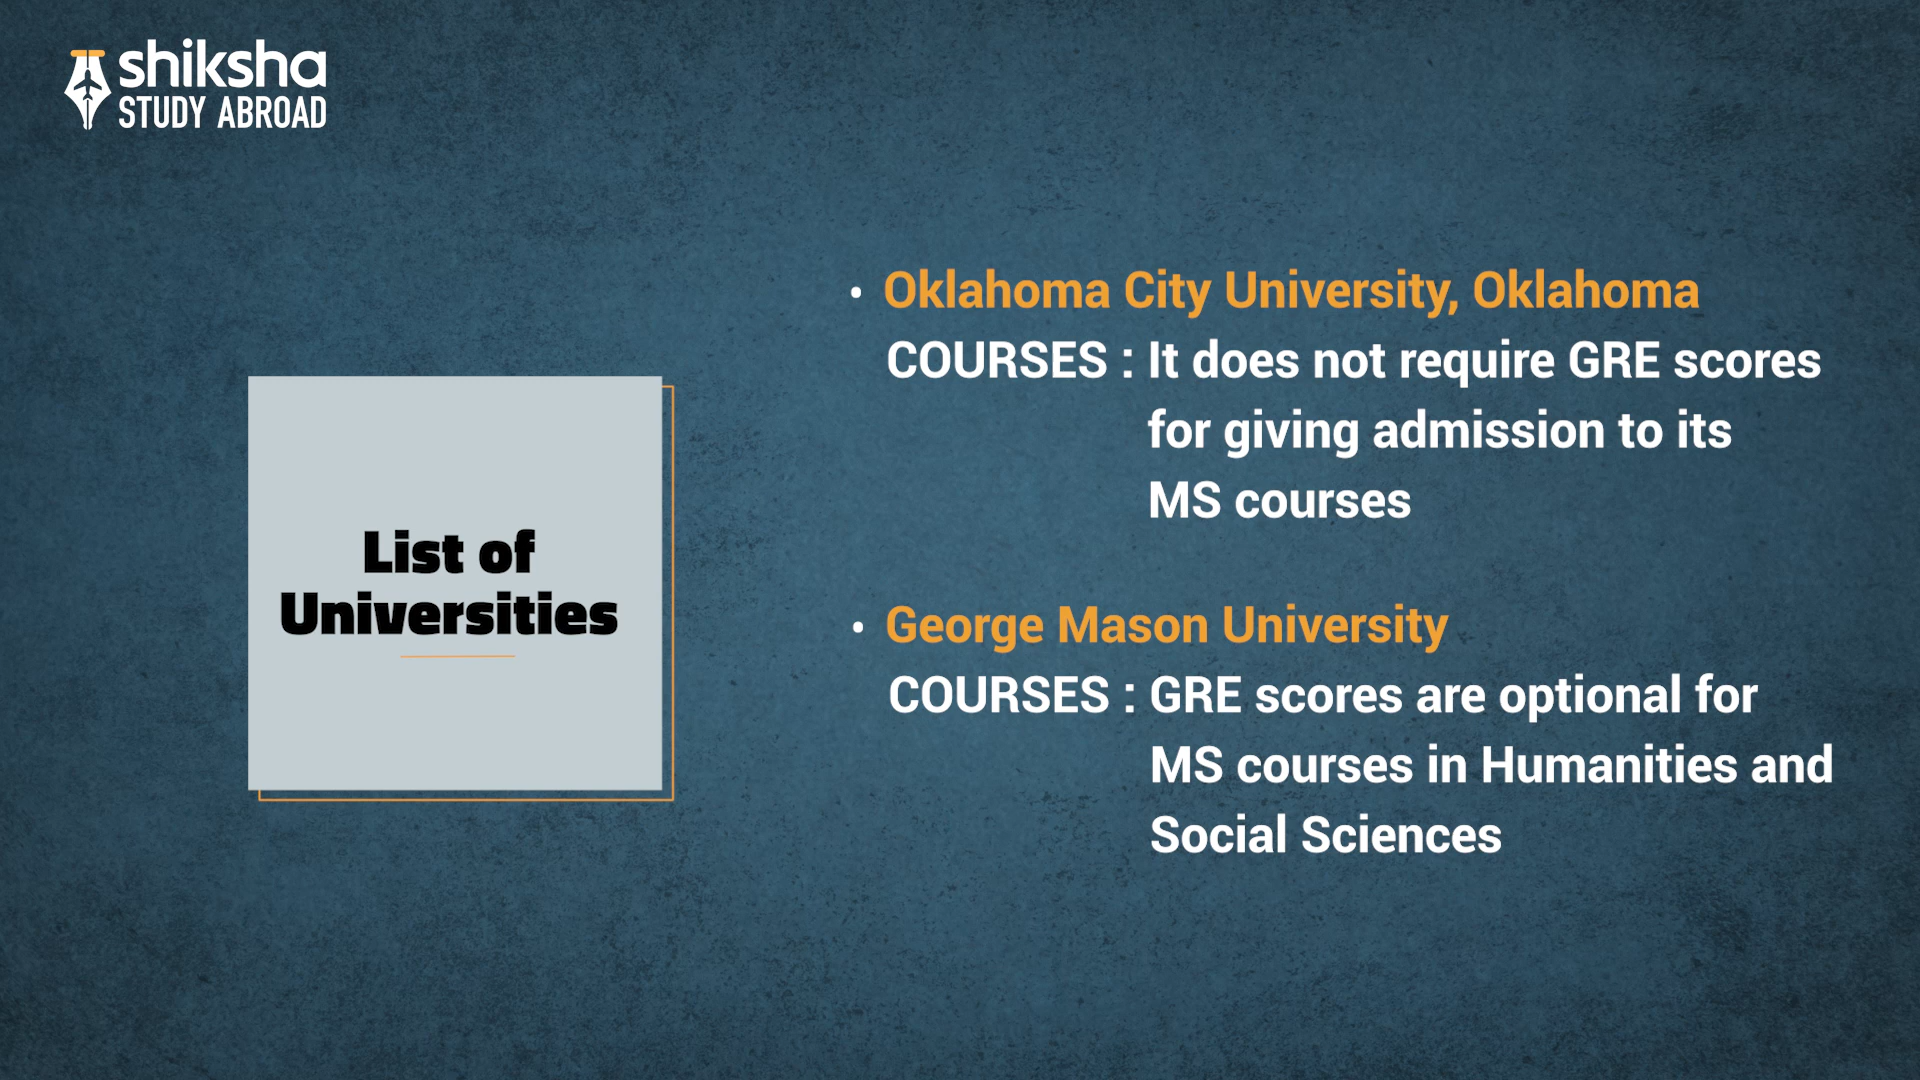 shiksha
STUDY ABROAD
List of
Universities
• Oklahoma City University, Oklahoma
COURSES : It does not require GRE scores
for giving admission to its
MS courses
• George Mason University
COURSES : GRE scores are optional for
MS courses in Humanities and
Social Sciences